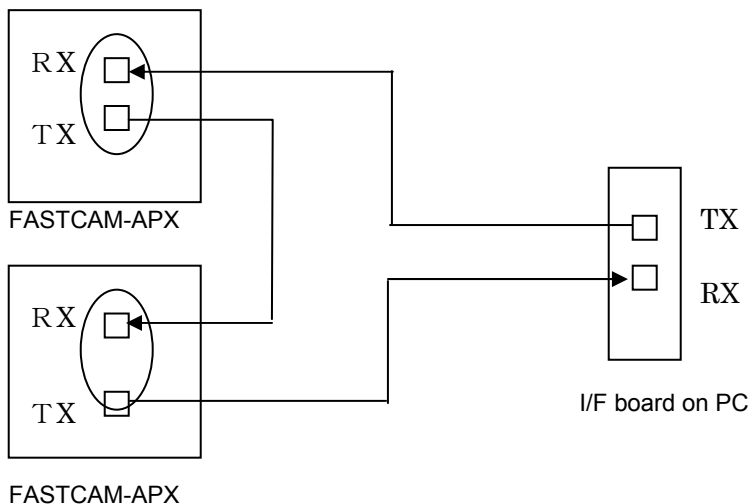 RX
TX
FASTCAM-APX
RX
TX
FASTCAM-APX
TX
RX
I/F board on PC